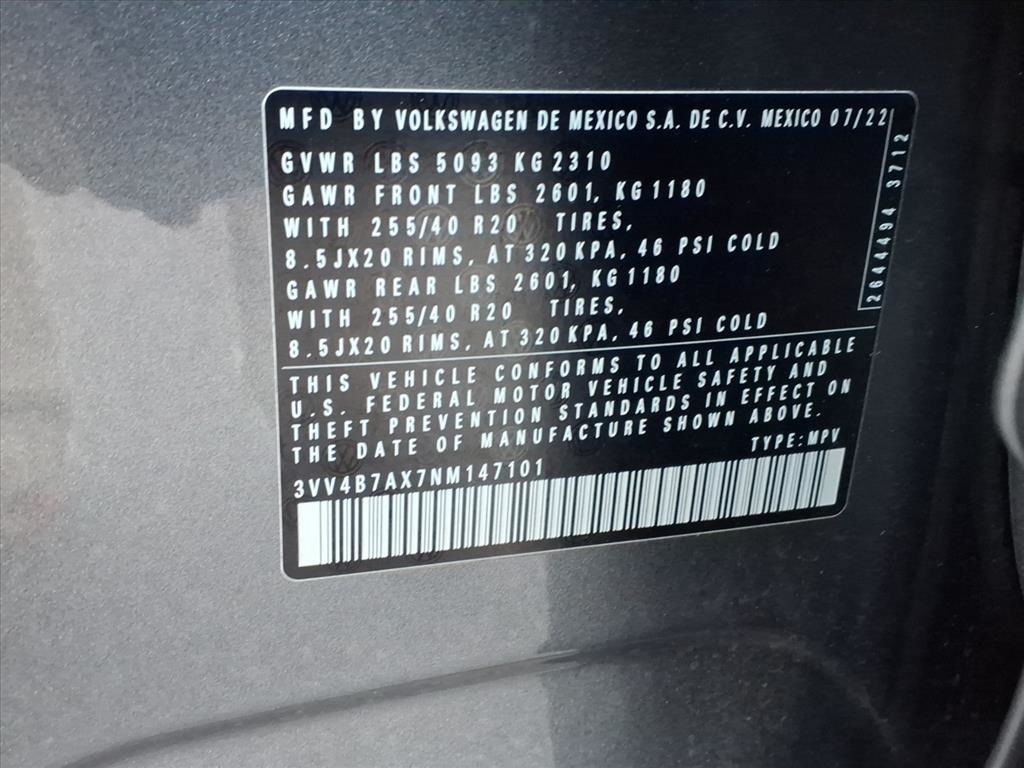 MFD BY VOLKSWAGEN DE MEXICO S.A. DE C.V. MEXICO 07/22
GVWR LBS 5093 KG 2310
GAWR FRONT LBS 2601, KG 1180
WITH 255/40 R20 TIRES,
8.5JX20 RIMS, AT 320 KPA, 46 PSI COLD
GAWR REAR LBS 2601, KG 1180
WITH 255/40 R20 TIRES,
8.5JX20 RIMS, AT 320 KPA, 46 PSI COLD
26444494 3712
THIS VEHICLE CONFORMS TO ALL APPLICABLE
U.S. FEDERAL MOTOR VEHICLE SAFETY AND
THEFT PREVENTION STANDARDS IN EFFECT ON
THE DATE OF MANUFACTURE SHOWN ABOVE.
TYPE: MPV
3VV4B7AX7NM147101